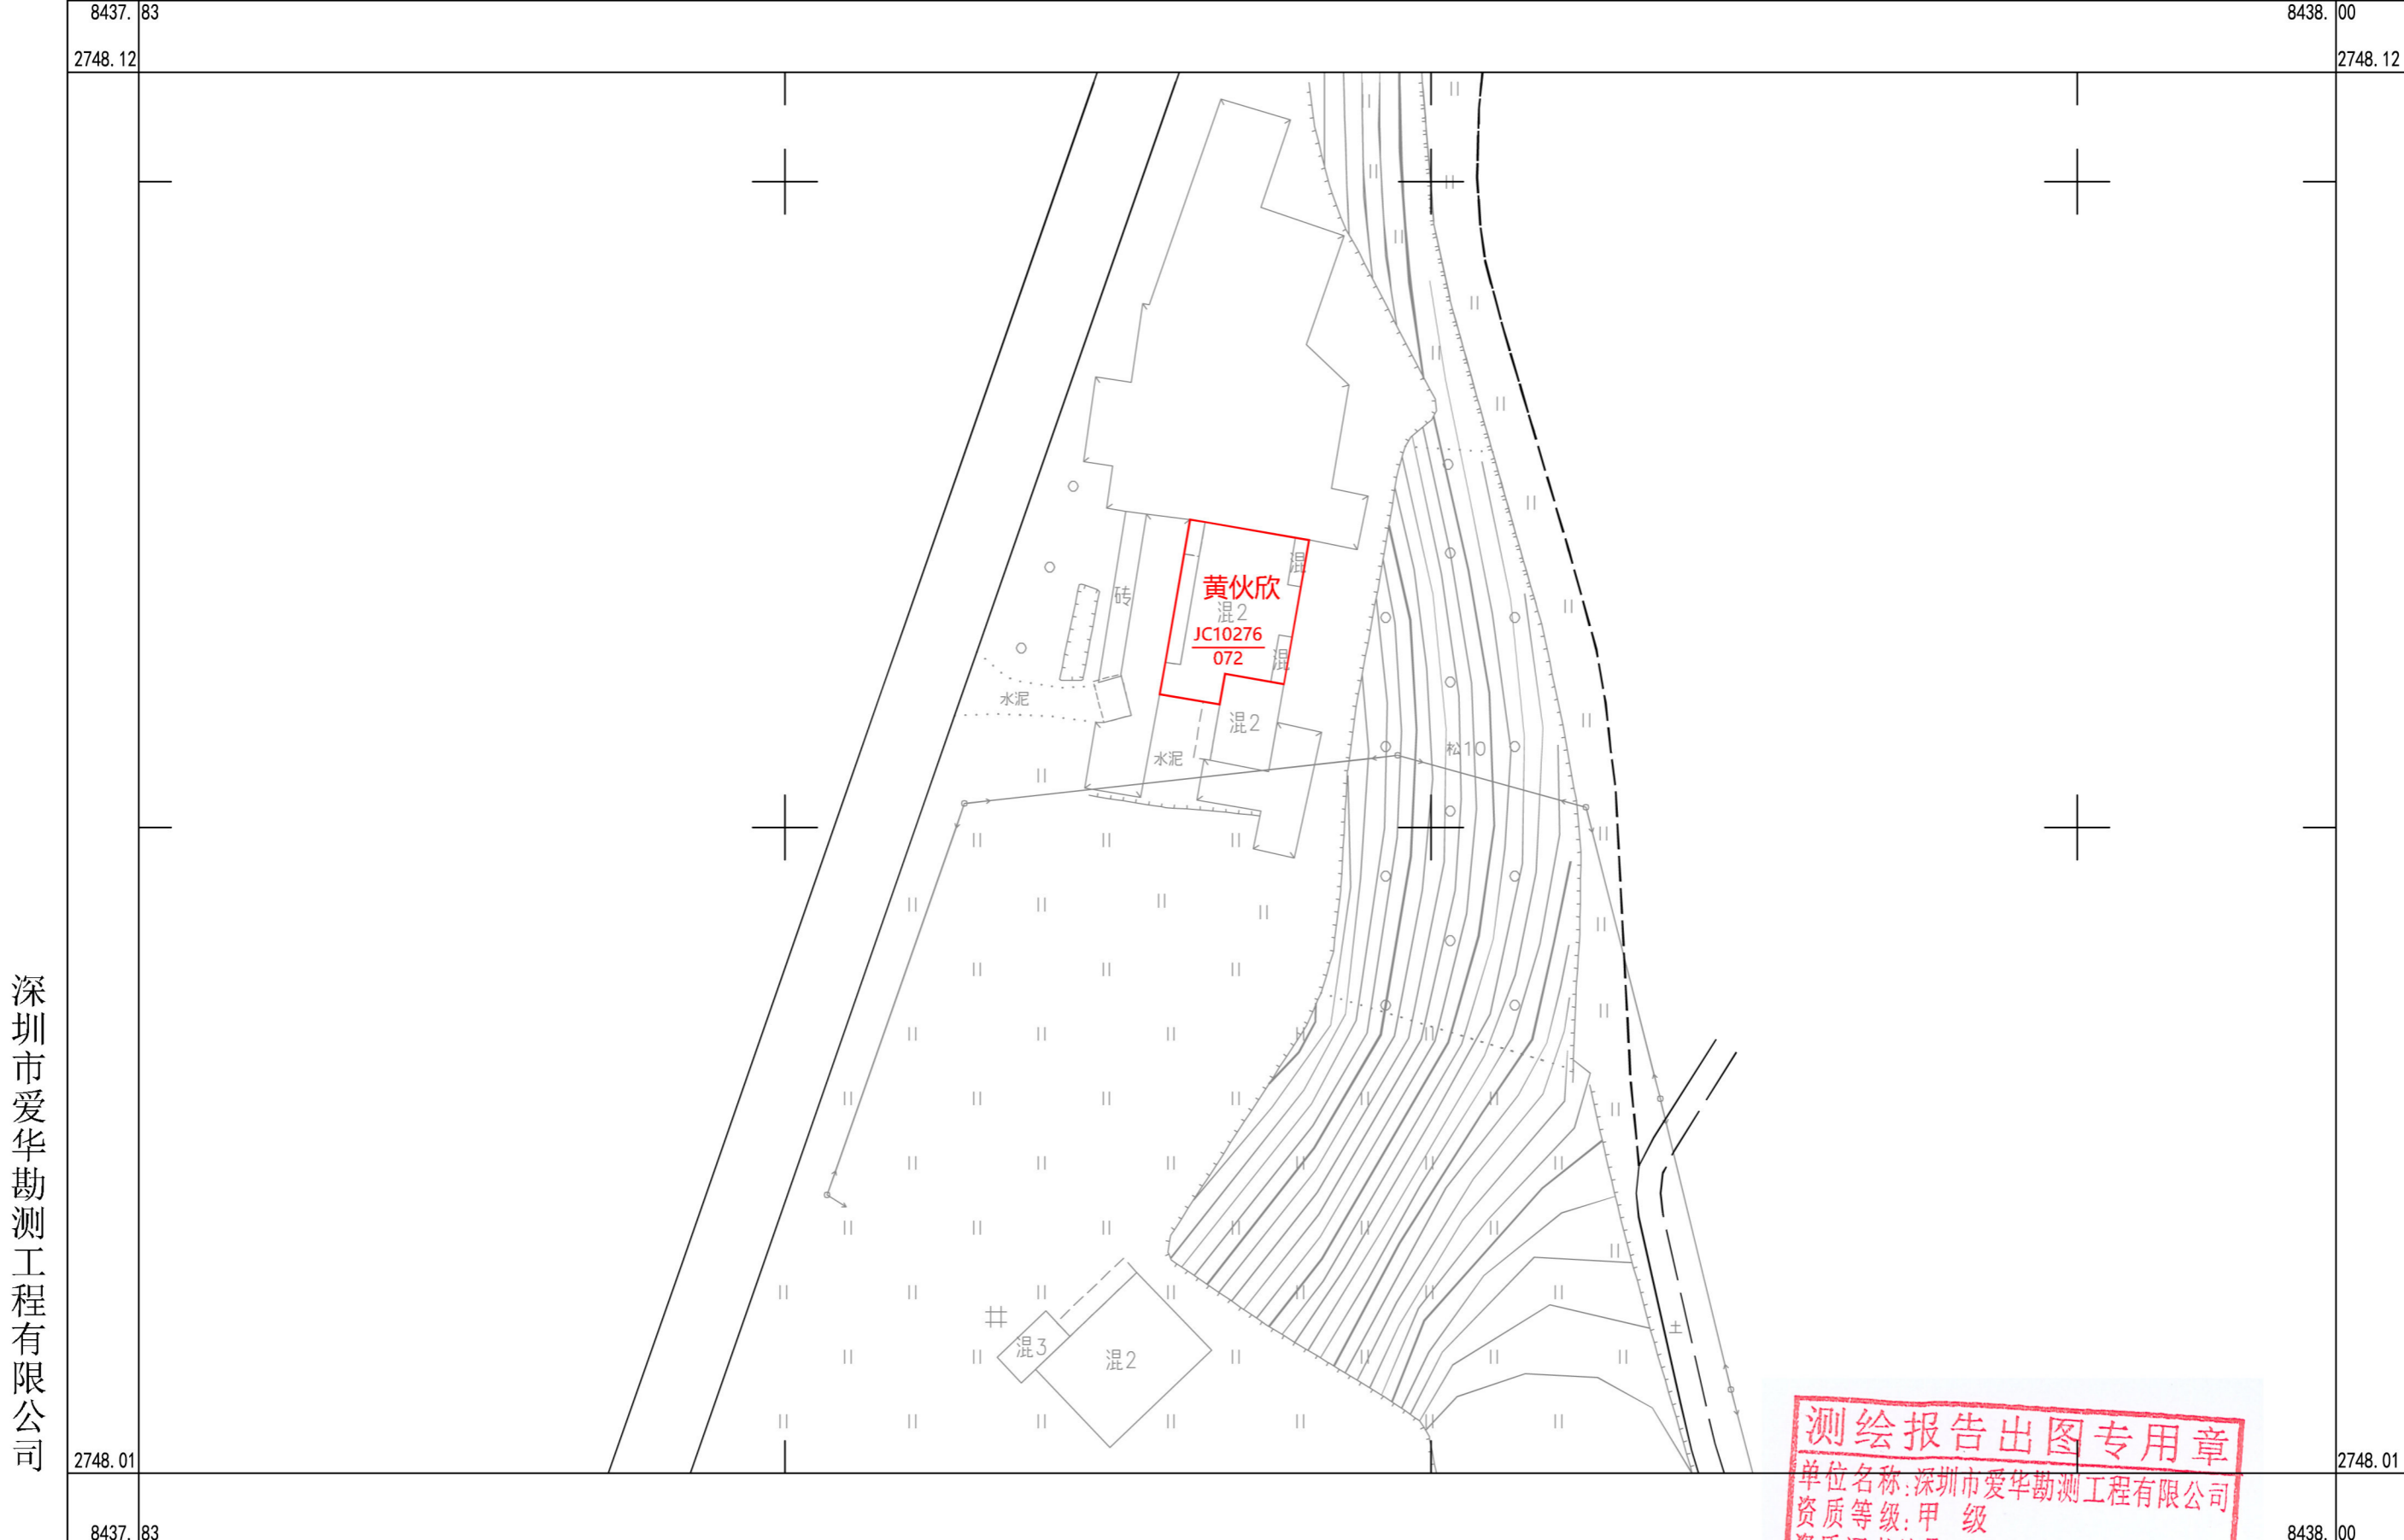 8437.83
8438.00
2748.12
2748.12
混
砖
黄伙欣
混2
JC10276
072
混
水泥
混2
水泥
松10
深圳市爱华勘测工程有限公司
混3
混2
土
测绘报告出图专用章
2748.01
2748.01
单位名称:深圳市爱华勘测工程有限公司
资质等级:甲 级
8437.83
8438.00